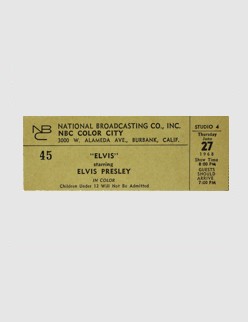 NBC
NATIONAL BROADCASTING CO., INC.
NBC COLOR CITY
3000 W. ALAMEDA AVE., BURBANK, CALIF.
45
"ELVIS"
starring
ELVIS PRESLEY
IN COLOR
Children Under 12 Will Not Be Admitted
STUDIO 4
Thursday
June
27
1968
Show Time
8:00 PM
GUESTS
SHOULD
ARRIVE
7:00 PM